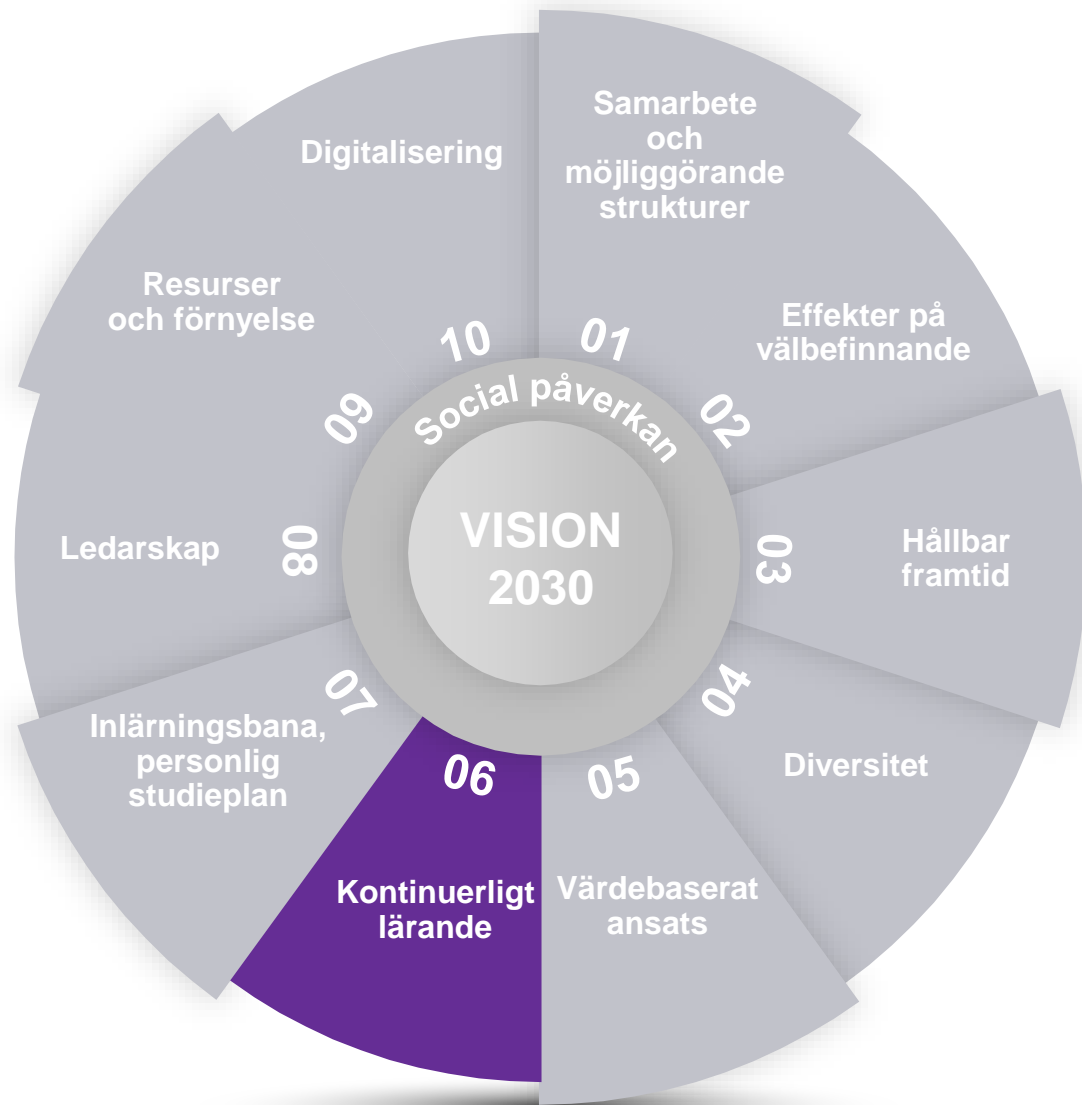 VISION
2030
Social påverkan
01
Samarbete
och
möjliggörande
strukturer
02
Effekter på
välbefinnande
03
Hållbar
framtid
04
Diversitet
05
Värdebaserat
ansats
06
Kontinuerligt
lärande
07
Inlärningsbana,
personlig
studieplan
08
Ledarskap
09
Resurser
och förnyelse
10
Digitalisering